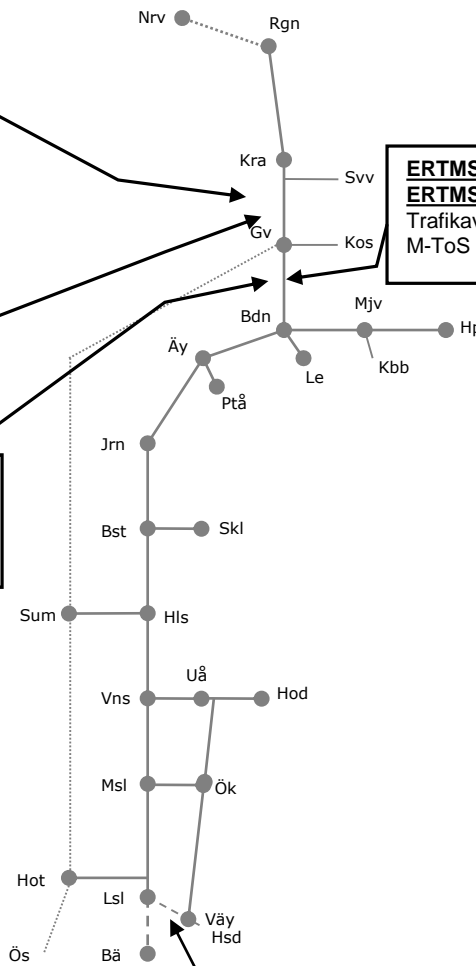 Nrv
Rgn
Kra
Svv
ERTMS
ERTMS
Trafikav
M-ToS
Gv
Kos
Bdn
Mjv
Hp
Äy
Le
Kbb
Ptå
Jrn
Bst
Skl
Sum
Hls
Uå
Vns
Hod
Msl
Ök
Hot
Lsl
Väy
Hsd
Ös
Bä